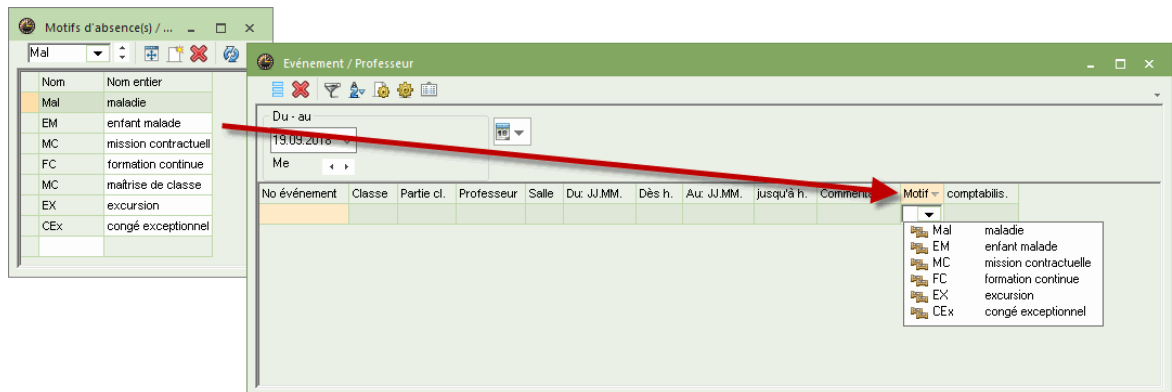 Motifs d'absence(s) / ...
Mal
Nom Nom entier
Mal maladie
EM enfant malade
MC mission contractuell
FC formation continue
MC maîtrise de classe
EX excursion
CEx congé exceptionnel
Evénement / Professeur
Du - au
19.09.2018
Me
No événement Classe Partie cl. Professeur Salle Du: JJ.MM. Dès h. Au: JJ.MM. jusqu'à h. Comment Motif comptabilis.
Mal maladie
EM enfant malade
MC mission contractuelle
FC formation continue
EX excursion
CEx congé exceptionnel